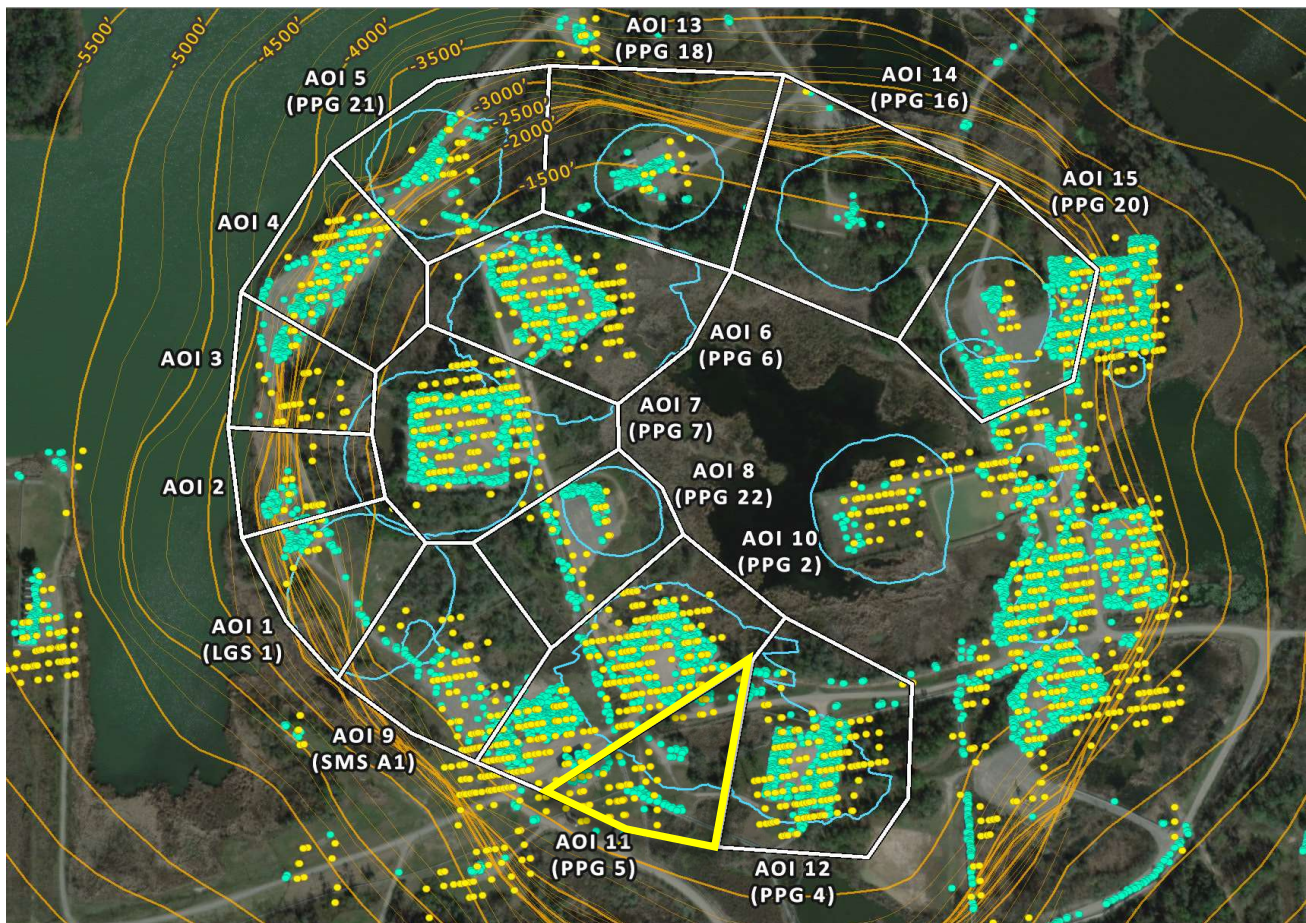 -5500'
-5000'
-4500'
-4000'
-3500'
-3000'
-2500'
-2000'
-1500'
AOI 13
(PPG 18)
AOI 5
(PPG 21)
AOI 14
(PPG 16)
AOI 15
(PPG 20)
AOI 4
AOI 3
AOI 6
(PPG 6)
AOI 7
(PPG 7)
AOI 8
(PPG 22)
AOI 2
AOI 10
(PPG 2)
AOI 1
(LGS 1)
AOI 9
(SMS A1)
AOI 11
(PPG 5)
AOI 12
(PPG 4)